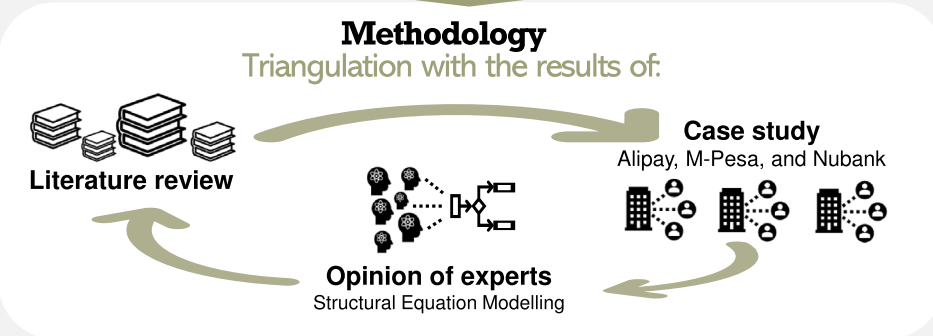 Methodology
Triangulation with the results of:
Literature review
Case study
Alipay, M-Pesa, and Nubank
Opinion of experts
Structural Equation Modelling